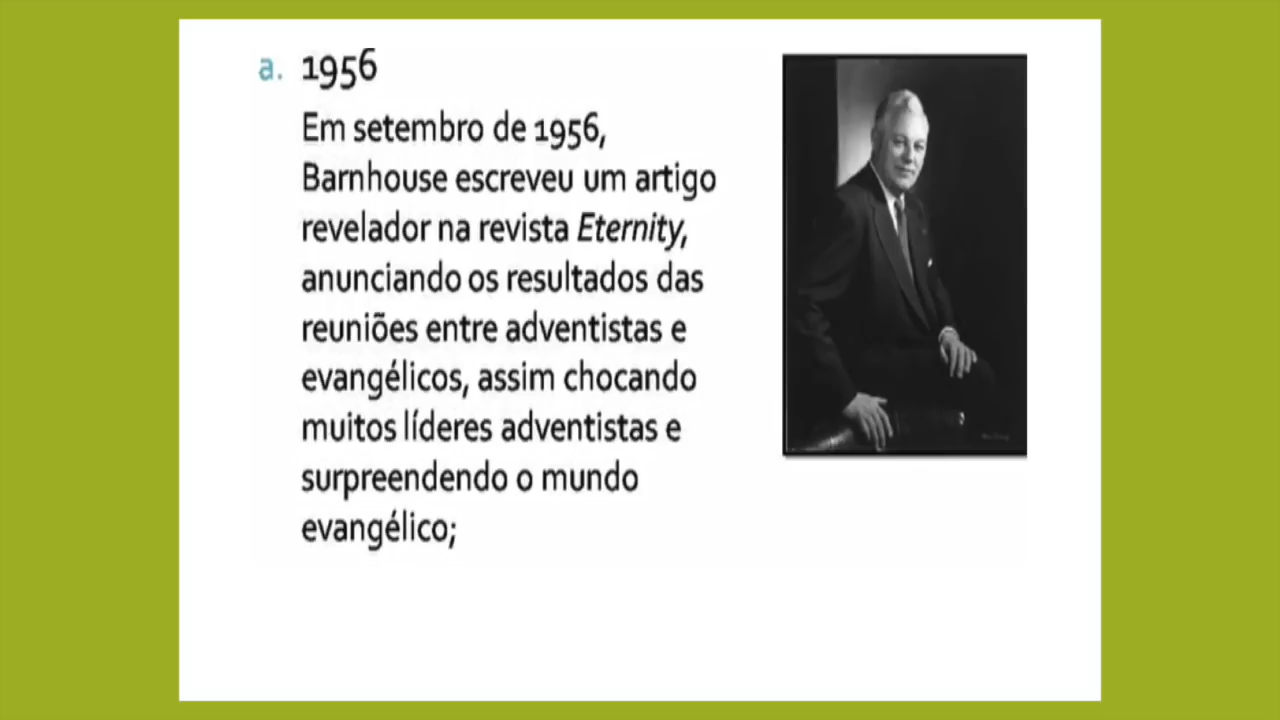 a. 1956
Em setembro de 1956,
Barnhouse escreveu um artigo
revelador na revista Eternity,
anunciando os resultados das
reuniões entre adventistas e
evangélicos, assim chocando
muitos líderes adventistas e
surpreendendo o mundo
evangélico;